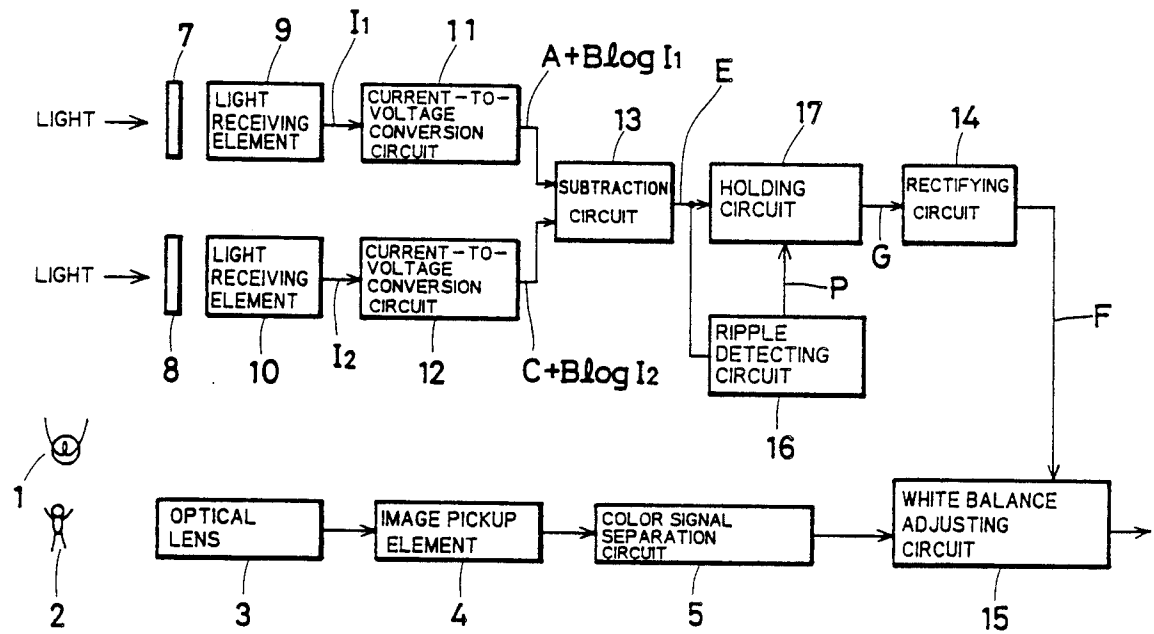 7
9
I1
11
A+Blog I1
E
LIGHT
LIGHT
RECEIVING
ELEMENT
CURRENT-TO-
VOLTAGE
CONVERSION
CIRCUIT
13
17
14
SUBTRACTION
CIRCUIT
HOLDING
CIRCUIT
RECTIFYING
CIRCUIT
G
LIGHT
LIGHT
RECEIVING
ELEMENT
CURRENT-TO-
VOLTAGE
CONVERSION
CIRCUIT
P
F
8
10
I2
12
C+Blog I2
RIPPLE
DETECTING
CIRCUIT
16
1
2
OPTICAL
LENS
3
IMAGE PICKUP
ELEMENT
4
COLOR SIGNAL
SEPARATION
CIRCUIT
5
WHITE BALANCE
ADJUSTING
CIRCUIT
15